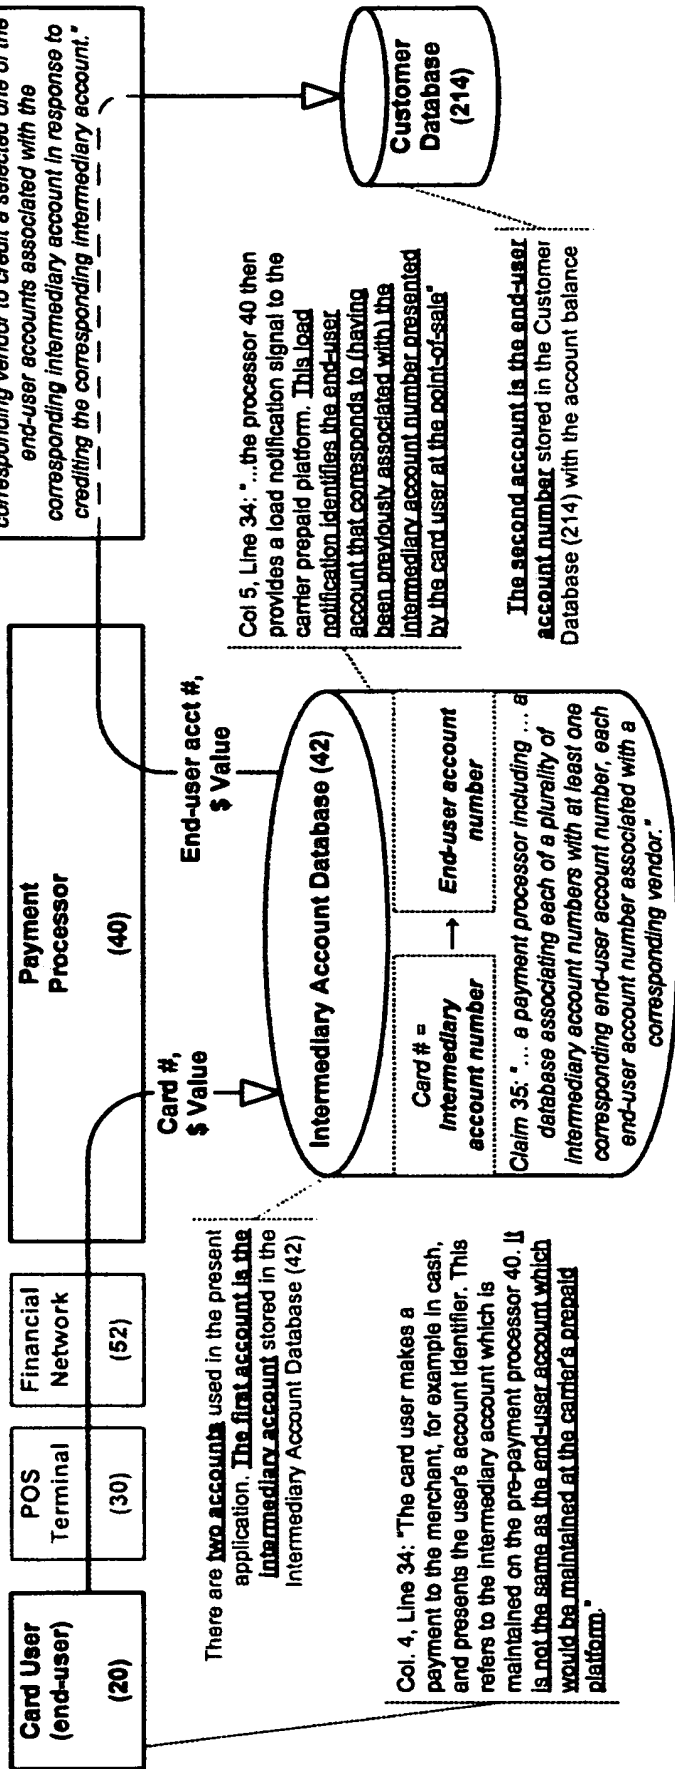 Card User
(end-user)
(20)
POS
Terminal
(30)
Financial
Network
(52)
Payment
Processor
(40)
corresponding vendor to credit a selected one of the
end-user accounts associated with the
corresponding intermediary account in response to
crediting the corresponding intermediary account."
Card #,
$ Value
End-user acct #,
$ Value
There are two accounts used in the present
application. The first account is the
intermediary account stored in the
Intermediary Account Database (42)
Intermediary Account Database (42)
Card # =
Intermediary
account number
→
End-user account
number
Claim 35: "... a payment processor including ... a
database associating each of a plurality of
intermediary account numbers with at least one
corresponding end-user account number, each
end-user account number associated with a
corresponding vendor."
Col 5, Line 34: "...the processor 40 then
provides a load notification signal to the
carrier prepaid platform. This load
notification identifies the end-user
account that corresponds to (having
been previously associated with) the
intermediary account number presented
by the card user at the point-of-sale"
Customer
Database
(214)
Col. 4, Line 34: "The card user makes a
payment to the merchant, for example in cash,
and presents the user's account identifier. This
refers to the intermediary account which is
maintained on the pre-payment processor 40. It
is not the same as the end-user account which
would be maintained at the carrier's prepaid
platform."
The second account is the end-user
account number stored in the Customer
Database (214) with the account balance